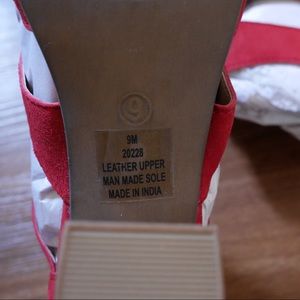 9
9M
20228
LEATHER UPPER
MAN MADE SOLE
MADE IN INDIA